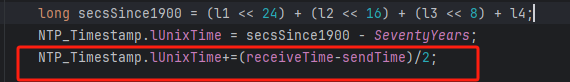 long secsSince1900 = (l1 << 24) + (l2 << 16) + (l3 << 8) + l4;
NTP_Timestamp.lUnixTime = secsSince1900 - SeventyYears;
NTP_Timestamp.lUnixTime+=(receiveTime-sendTime)/2;